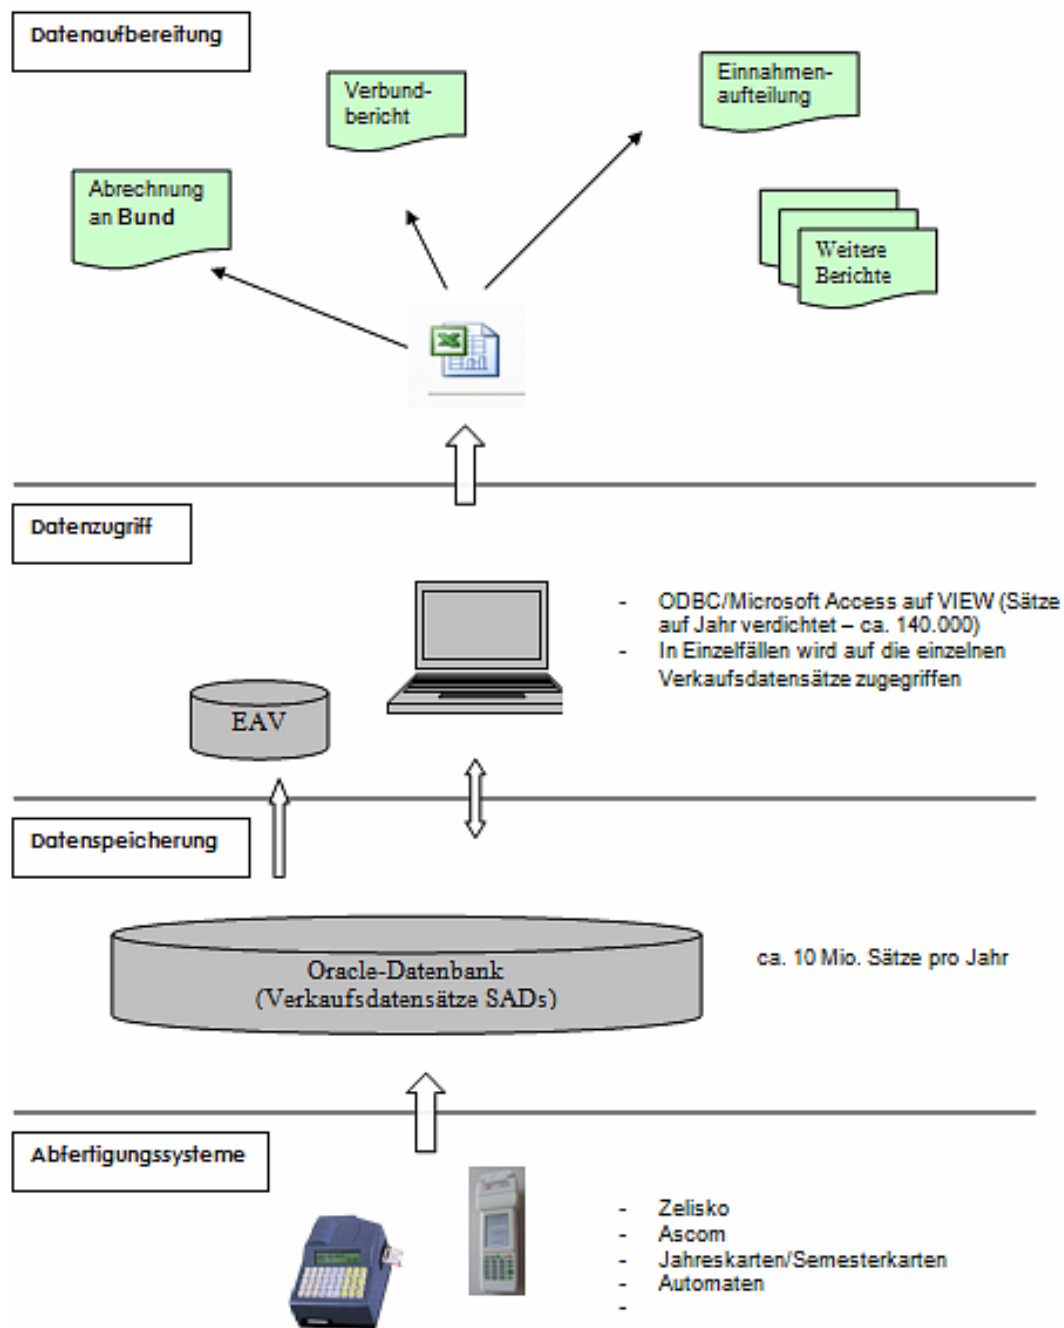 Datenaufbereitung
Verbund-
bericht
Einnahmen-
aufteilung
Abrechnung
an Bund
Weitere
Berichte
Datenzugriff
- ODBC/Microsoft Access auf VIEW (Sätze
auf Jahr verdichtet – ca. 140.000)
- In Einzelfällen wird auf die einzelnen
Verkaufsdatensätze zugegriffen
EAV
Datenspeicherung
Oracle-Datenbank
(Verkaufsdatensätze SADs)
ca. 10 Mio. Sätze pro Jahr
Abfertigungssysteme
- Zelisko
- Ascom
- Jahreskarten/Semesterkarten
- Automaten
-